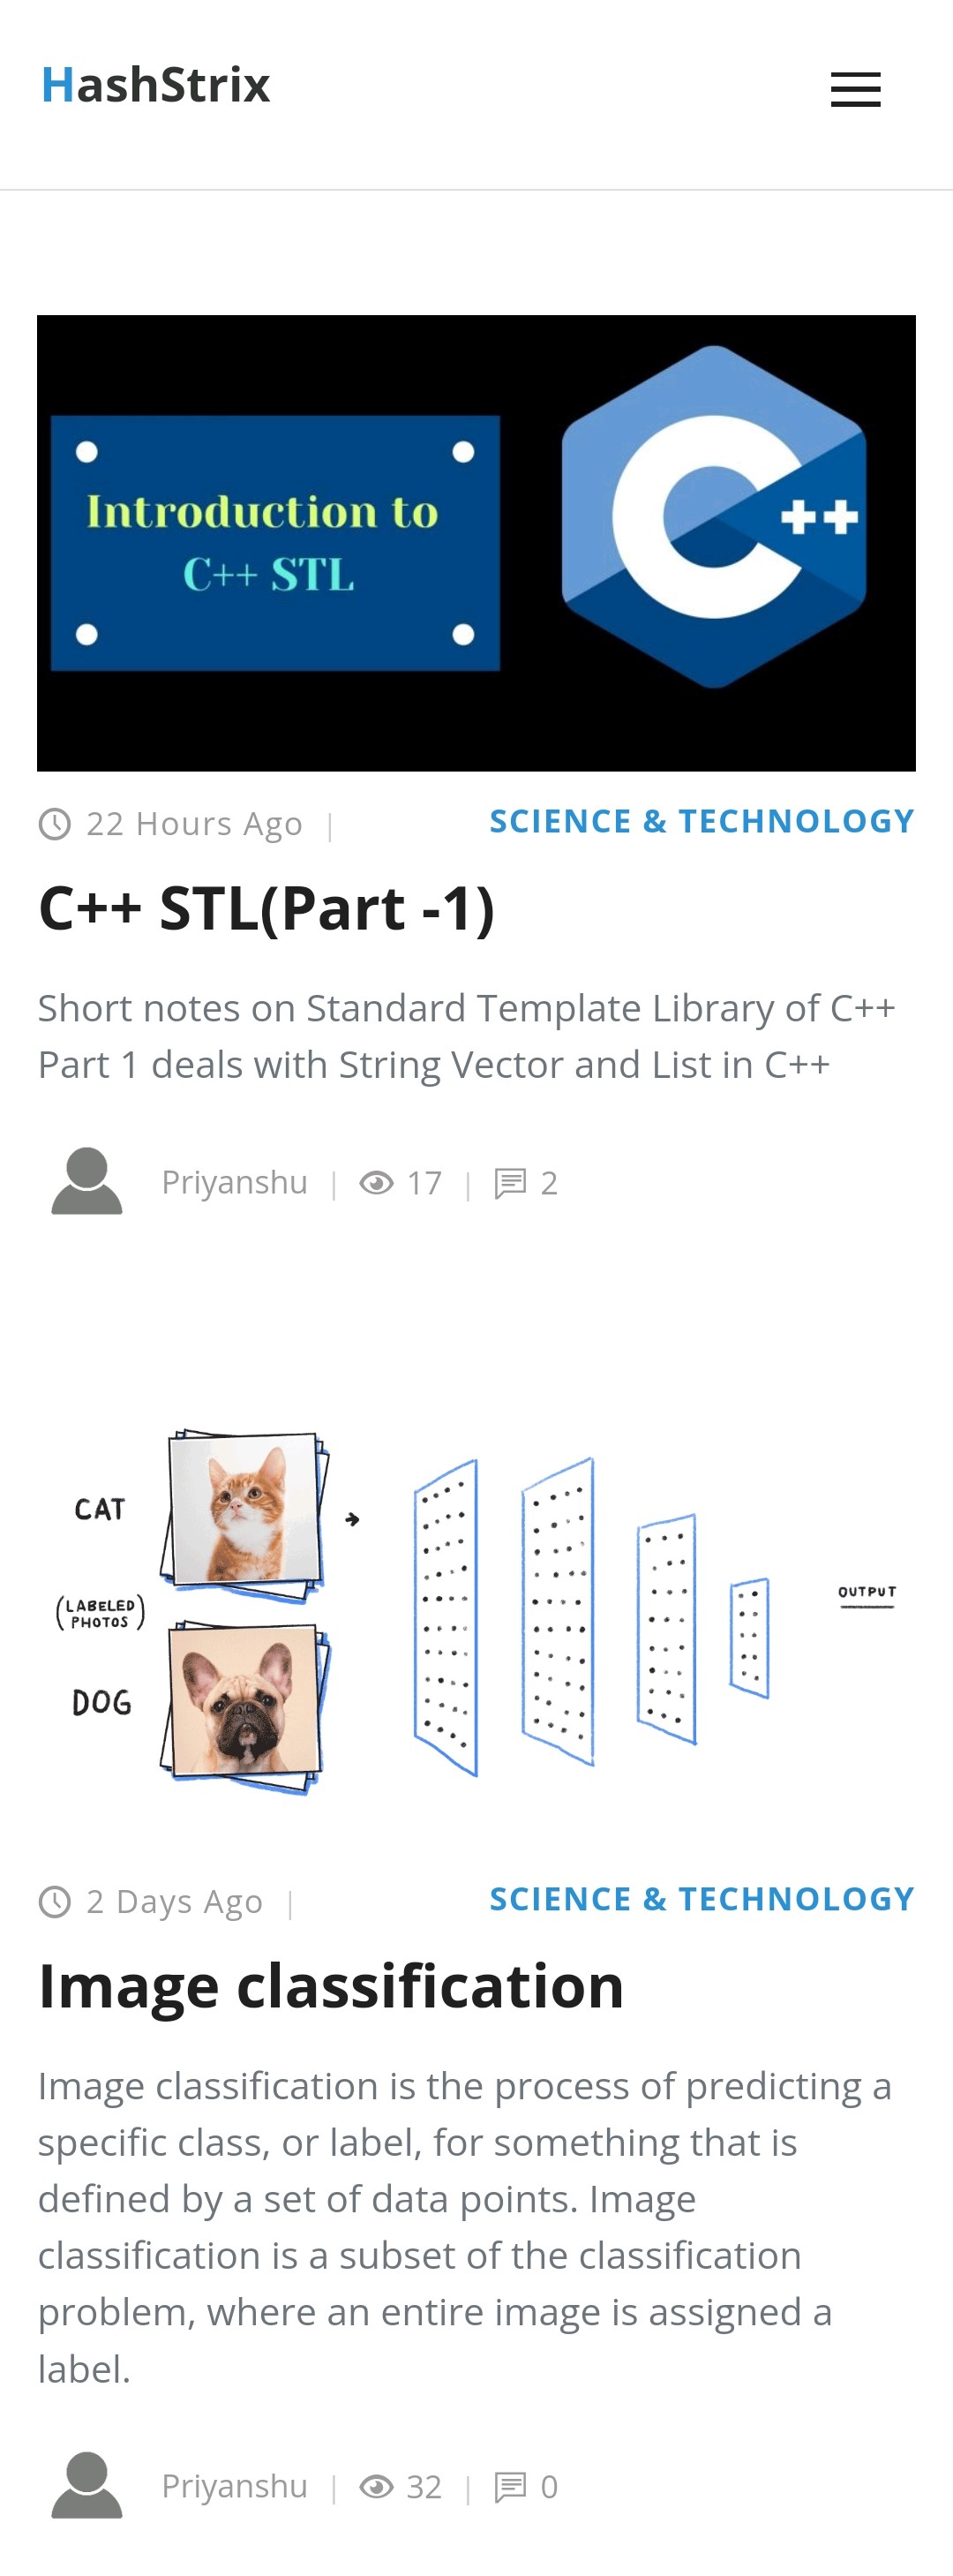 HashStrix
Introduction to
C++ STL
C++
22 Hours Ago |
SCIENCE & TECHNOLOGY
C++ STL(Part -1)
Short notes on Standard Template Library of C++
Part 1 deals with String Vector and List in C++
Priyanshu | 17 | 2
CAT
(LABELED
PHOTOS)
DOG
OUTPUT
2 Days Ago |
SCIENCE & TECHNOLOGY
Image classification
Image classification is the process of predicting a
specific class, or label, for something that is
defined by a set of data points. Image
classification is a subset of the classification
problem, where an entire image is assigned a
label.
Priyanshu | 32 | 0